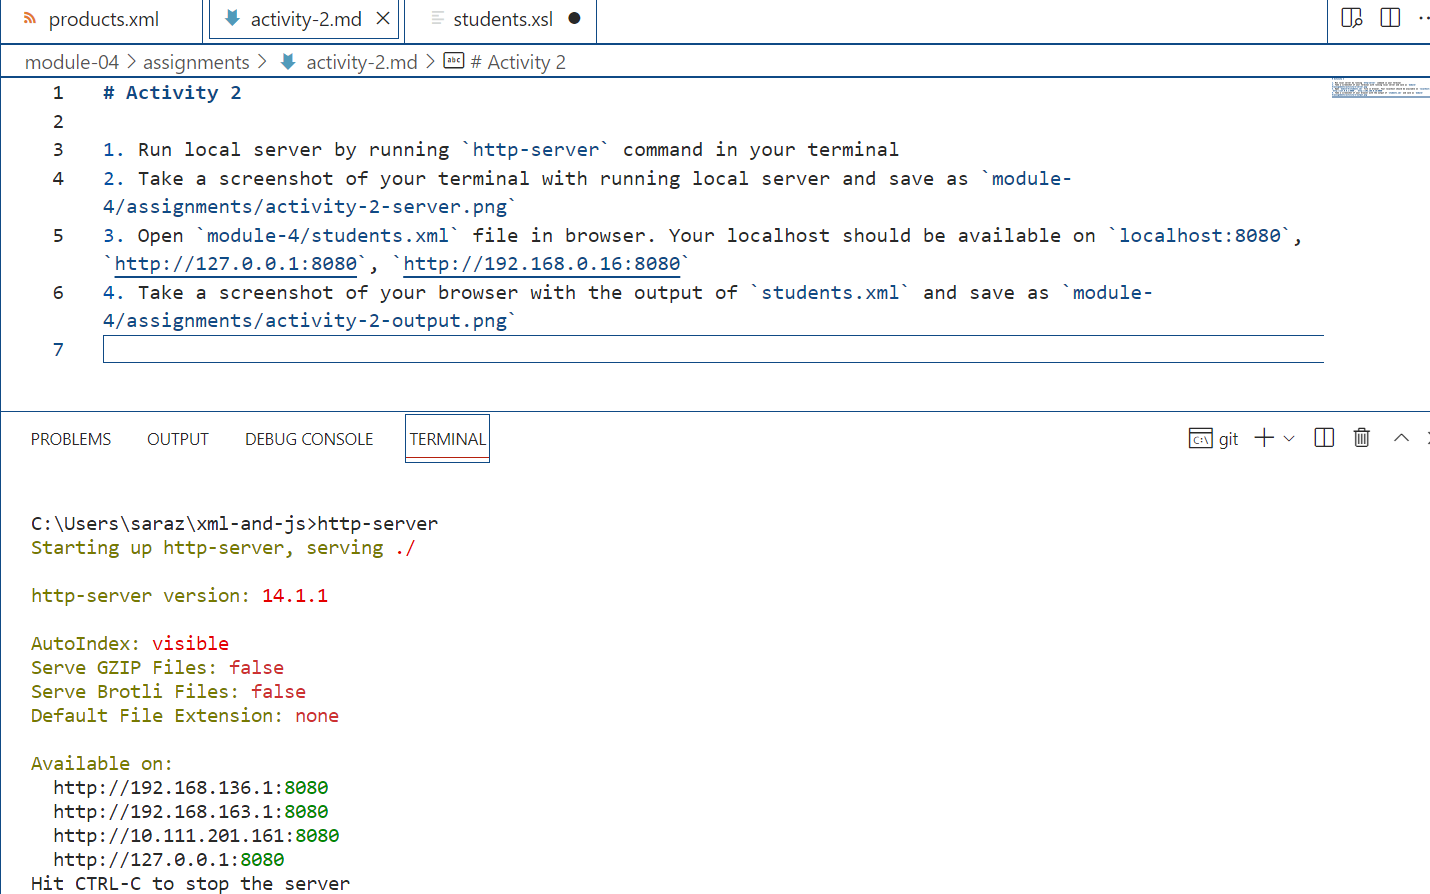 products.xml
activity-2.md
students.xsl
module-04 > assignments > activity-2.md > abc # Activity 2
1 # Activity 2
2
3 1. Run local server by running `http-server` command in your terminal
4 2. Take a screenshot of your terminal with running local server and save as `module-
4/assignments/activity-2-server.png`
5 3. Open `module-4/students.xml` file in browser. Your localhost should be available on `localhost:8080`,
`http://127.0.0.1:8080`, `http://192.168.0.16:8080`
6 4. Take a screenshot of your browser with the output of `students.xml` and save as `module-
4/assignments/activity-2-output.png`
7
PROBLEMS OUTPUT DEBUG CONSOLE TERMINAL
C:\ git
C:\Users\saraz\xml-and-js>http-server
Starting up http-server, serving ./
http-server version: 14.1.1
AutoIndex: visible
Serve GZIP Files: false
Serve Brotli Files: false
Default File Extension: none
Available on:
http://192.168.136.1:8080
http://192.168.163.1:8080
http://10.111.201.161:8080
http://127.0.0.1:8080
Hit CTRL-C to stop the server